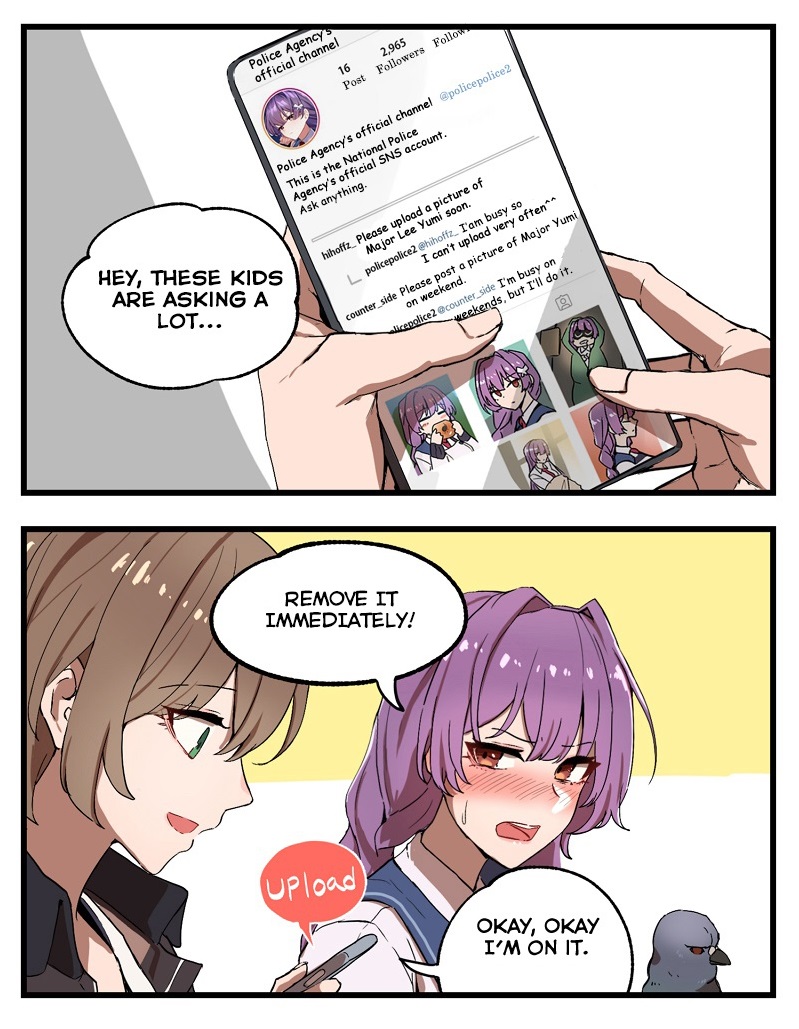 Police Agency's
official channel
16
Post
2,965
Followers
Police Agency's official channel @policepolice2
This is the National Police
Agency's official SNS account.
Ask anything.
hihoffz_ Please upload a picture of
Major Lee Yumi soon.
policepolice2 @hihoffz_ I'am busy so
I can't upload very often^^
counter_side Please post a picture of Major Yumi
on weekend.
@counter_side I'm busy on
weekends, but I'll do it.
HEY, THESE KIDS
ARE ASKING A
LOT...
REMOVE IT
IMMEDIATELY!
UPload
OKAY, OKAY
I'M ON IT.